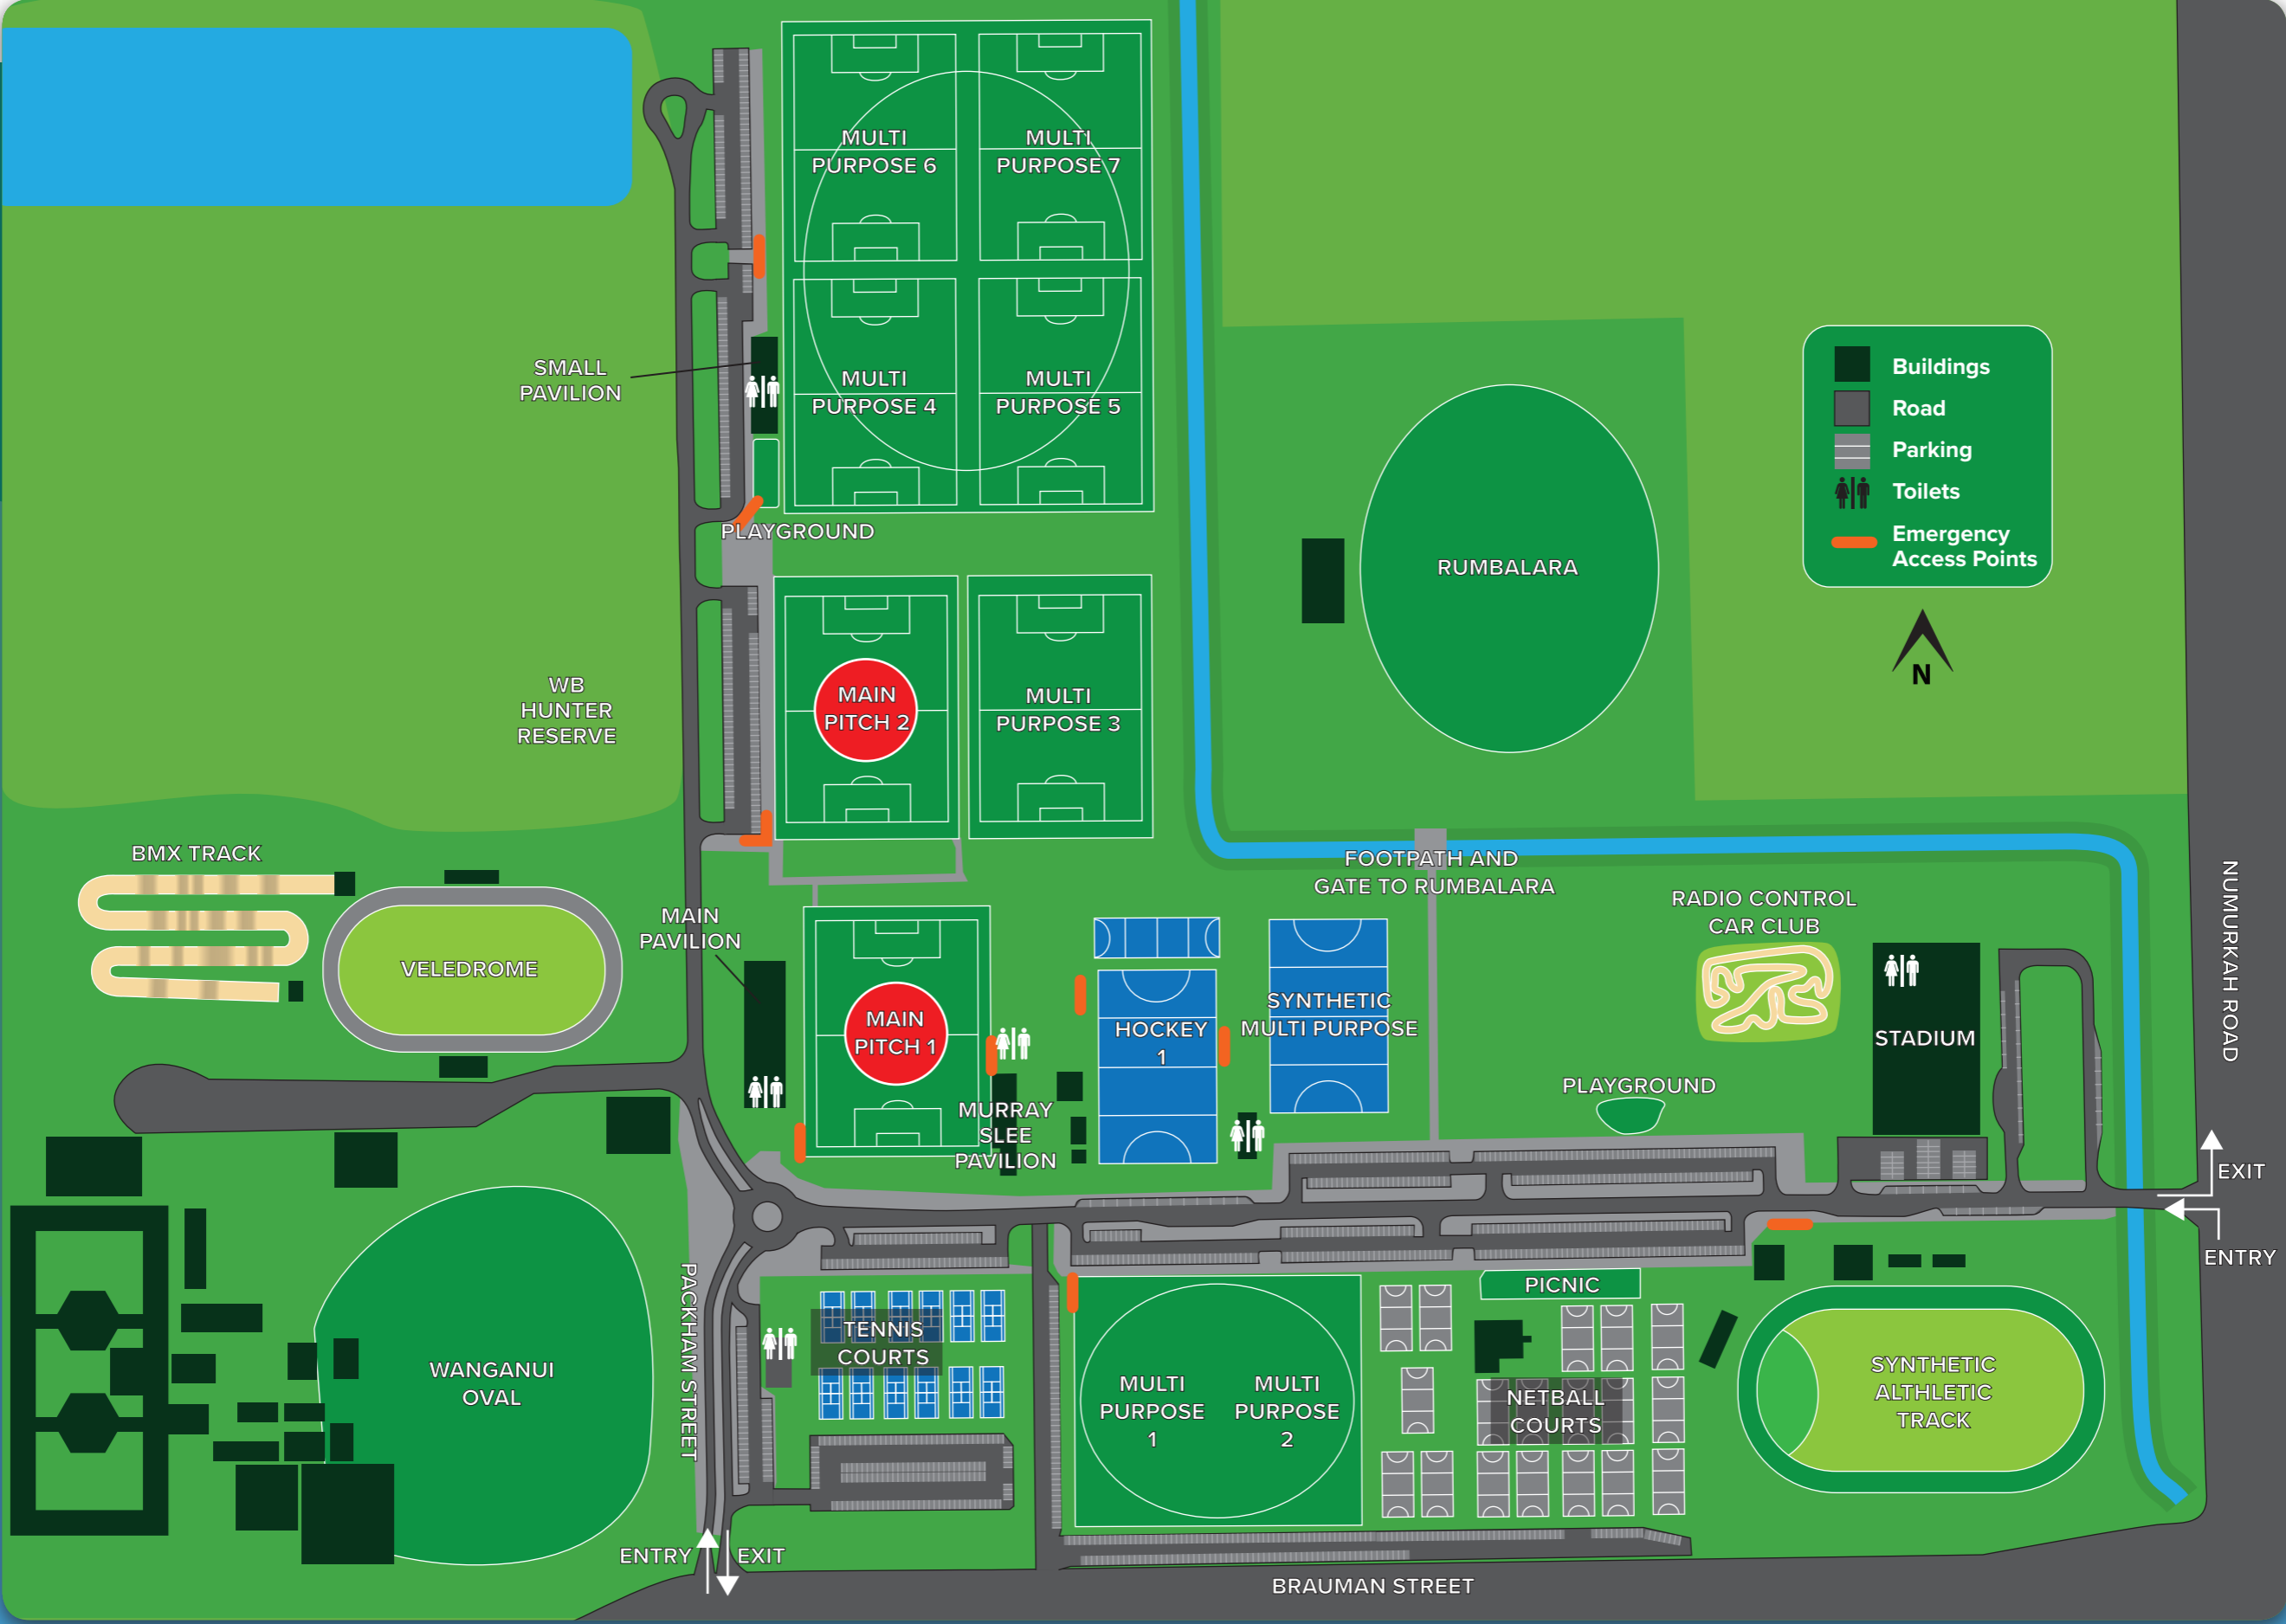 MULTI
PURPOSE 6
MULTI
PURPOSE 7
SMALL
PAVILION
MULTI
PURPOSE 4
MULTI
PURPOSE 5
Buildings
Road
Parking
Toilets
Emergency
Access Points
PLAYGROUND
RUMBALARA
N
WB
HUNTER
RESERVE
MAIN
PITCH 2
MULTI
PURPOSE 3
BMX TRACK
FOOTPATH AND
GATE TO RUMBALARA
NUMURKAH ROAD
RADIO CONTROL
CAR CLUB
MAIN
PAVILION
VELEDROME
MAIN
PITCH 1
HOCKEY
1
SYNTHETIC
MULTI PURPOSE
STADIUM
PLAYGROUND
MURRAY
SLEE
PAVILION
EXIT
ENTRY
PACKHAM STREET
PICNIC
TENNIS
COURTS
WANGANUI
OVAL
MULTI
PURPOSE
1
MULTI
PURPOSE
2
NETBALL
COURTS
SYNTHETIC
ALTHLETIC
TRACK
ENTRY
EXIT
BRAUMAN STREET